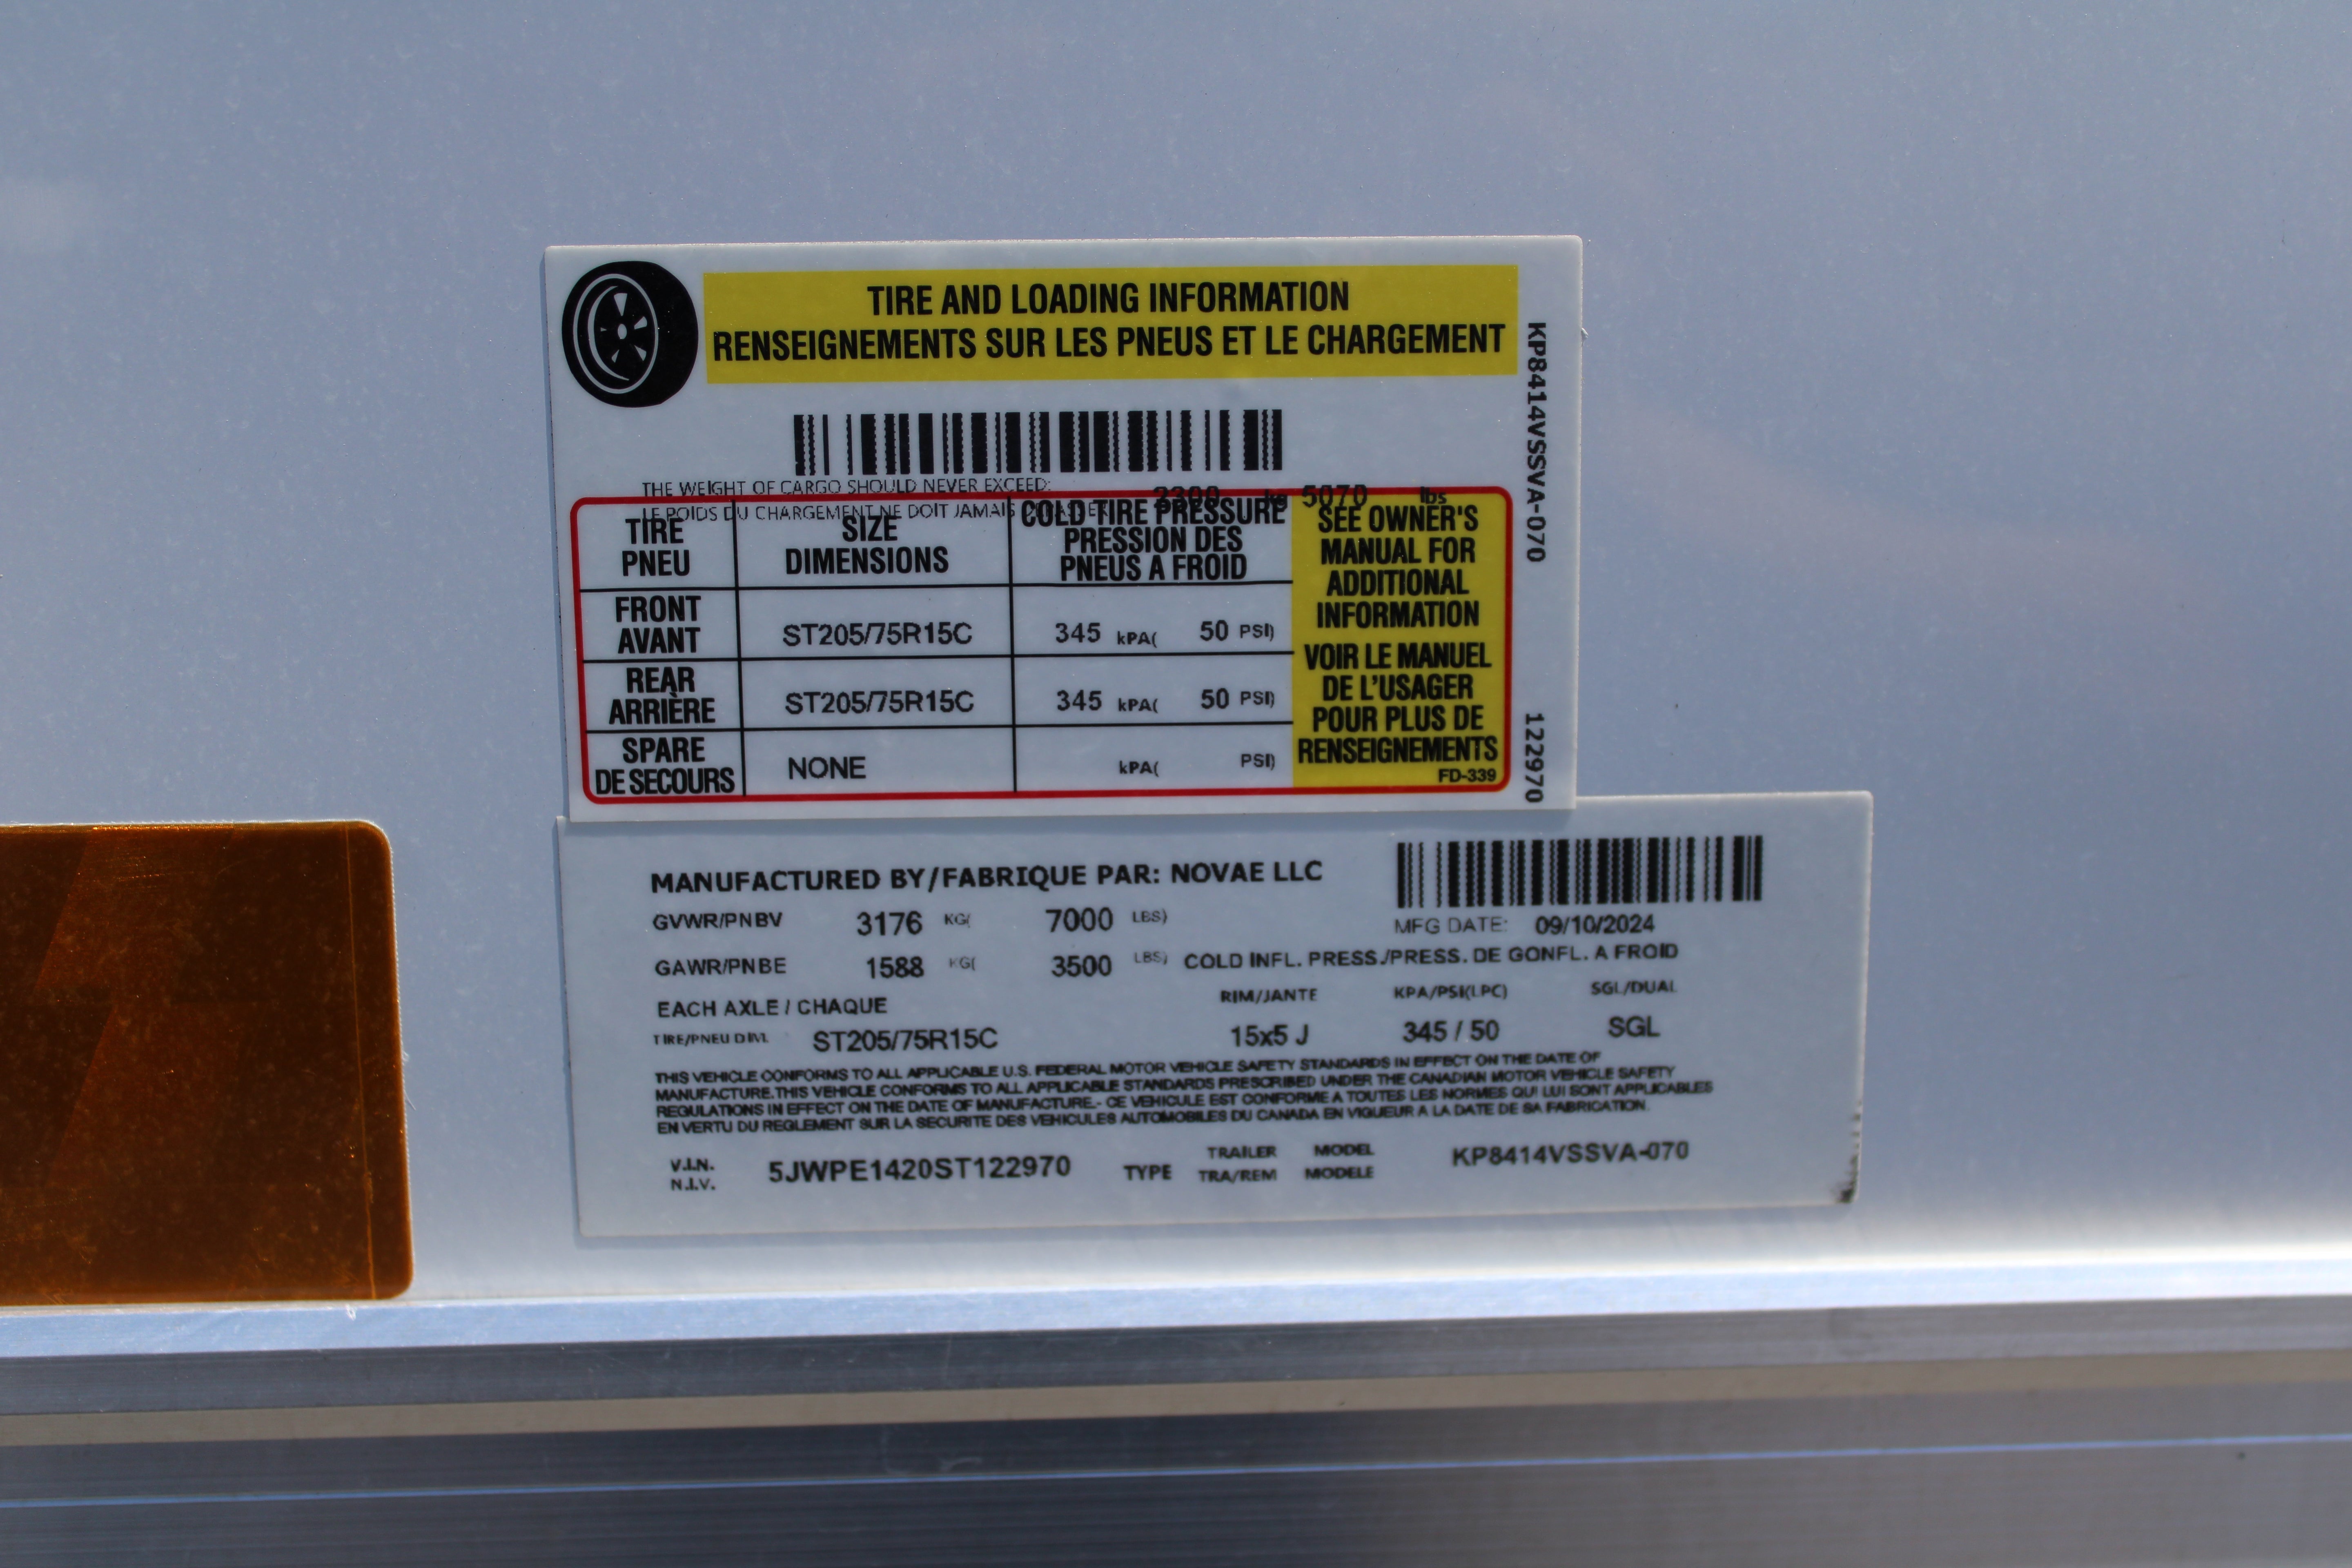 TIRE AND LOADING INFORMATION
RENSEIGNEMENTS SUR LES PNEUS ET LE CHARGEMENT
THE WEIGHT OF CARGO SHOULD NEVER EXCEED:
LE POIDS DU CHARGEMENT NE DOIT JAMAIS DEPASSER
2300 kg 5070 lbs
TIRE
PNEU
SIZE
DIMENSIONS
COLD TIRE PRESSURE
PRESSION DES
PNEUS A FROID
FRONT
AVANT
ST205/75R15C
345 kPA( 50 PSI)
REAR
ARRIÈRE
ST205/75R15C
345 kPA( 50 PSI)
SPARE
DE SECOURS
NONE
kPA( PSI)
SEE OWNER'S
MANUAL FOR
ADDITIONAL
INFORMATION
VOIR LE MANUEL
DE L'USAGER
POUR PLUS DE
RENSEIGNEMENTS
FD-339
KP8414VSSVA-070
122970
MANUFACTURED BY/FABRIQUE PAR: NOVAE LLC
GVWR/PNBV 3176 KG( 7000 LBS)
MFG DATE: 09/10/2024
GAWR/PNBE 1588 KG( 3500 LBS) COLD INFL. PRESS./PRESS. DE GONFL. A FROID
EACH AXLE / CHAQUE RIM/JANTE KPA/PSI(LPC) SGL/DUAL
TIRE/PNEU DIM. ST205/75R15C 15x5 J 345 / 50 SGL
THIS VEHICLE CONFORMS TO ALL APPLICABLE U.S. FEDERAL MOTOR VEHICLE SAFETY STANDARDS IN EFFECT ON THE DATE OF
MANUFACTURE.THIS VEHICLE CONFORMS TO ALL APPLICABLE STANDARDS PRESCRIBED UNDER THE CANADIAN MOTOR VEHICLE SAFETY
REGULATIONS IN EFFECT ON THE DATE OF MANUFACTURE.- CE VEHICULE EST CONFORME A TOUTES LES NORMES QUI LUI SONT APPLICABLES
EN VERTU DU REGLEMENT SUR LA SECURITE DES VEHICULES AUTOMOBILES DU CANADA EN VIGUEUR A LA DATE DE SA FABRICATION.
V.I.N.
N.I.V.
5JWPE1420ST122970
TYPE
TRAILER
TRA/REM
MODEL
MODELE
KP8414VSSVA-070